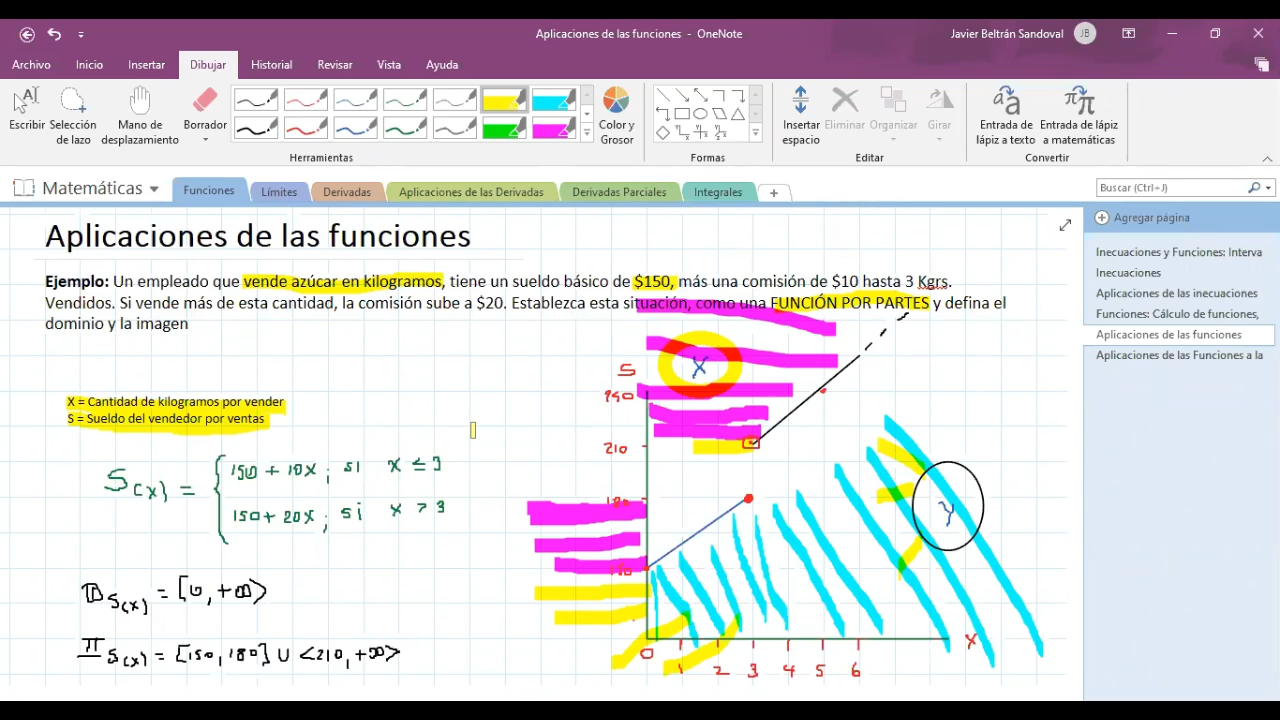 Aplicaciones de las funciones - OneNote
Javier Beltrán Sandoval
JB
Archivo Inicio Insertar Dibujar Historial Revisar Vista Ayuda
Escribir
Selección de lazo
Mano de desplazamiento
Borrador
Color y Grosor
Insertar espacio
Eliminar
Organizar
Girar
Entrada de lápiz a texto
Entrada de lápiz a matemáticas
Herramientas Formas Editar Convertir
Matemáticas
Funciones Límites Derivadas Aplicaciones de las Derivadas Derivadas Parciales Integrales
Buscar (Ctrl+J)
Agregar página
Inecuaciones y Funciones: Interva
Inecuaciones
Aplicaciones de las inecuaciones
Funciones: Cálculo de funciones,
Aplicaciones de las funciones
Aplicaciones de las Funciones a la
Aplicaciones de las funciones
Ejemplo: Un empleado que vende azúcar en kilogramos, tiene un sueldo básico de $150, más una comisión de $10 hasta 3 Kgrs.
Vendidos. Si vende más de esta cantidad, la comisión sube a $20. Establezca esta situación, como una FUNCIÓN POR PARTES y defina el
dominio y la imagen
X = Cantidad de kilogramos por vender
S = Sueldo del vendedor por ventas
S(x) =
150 + 10x ; si x ≤ 3
150 + 20x ; si x > 3
D S(x) = [0, +∞>
I S(x) = [150, 180] ∪ <210, +∞>
S
X
210
180
Y
X
0 1 2 3 4 5 6